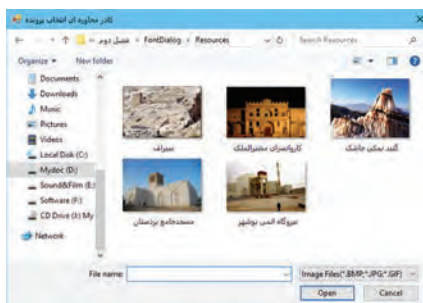 کادر محاوره ای انتخاب پرونده
فصل دوم > FontDialog > Resources
Search Resources
Organize
New folder
Documents
Downloads
Music
Pictures
Videos
Local Disk (C:)
Mydoc (D:)
Sound&Film (E:)
Software (F:)
CD Drive (I:) My
Network
سیراف
کاروانسرای مشیرالملک
گنبد نمکی جاشک
مسجدجامع بردستان
نیروگاه اتمی بوشهر
File name:
Image Files(*.BMP;*.JPG;*.GIF)
Open
Cancel